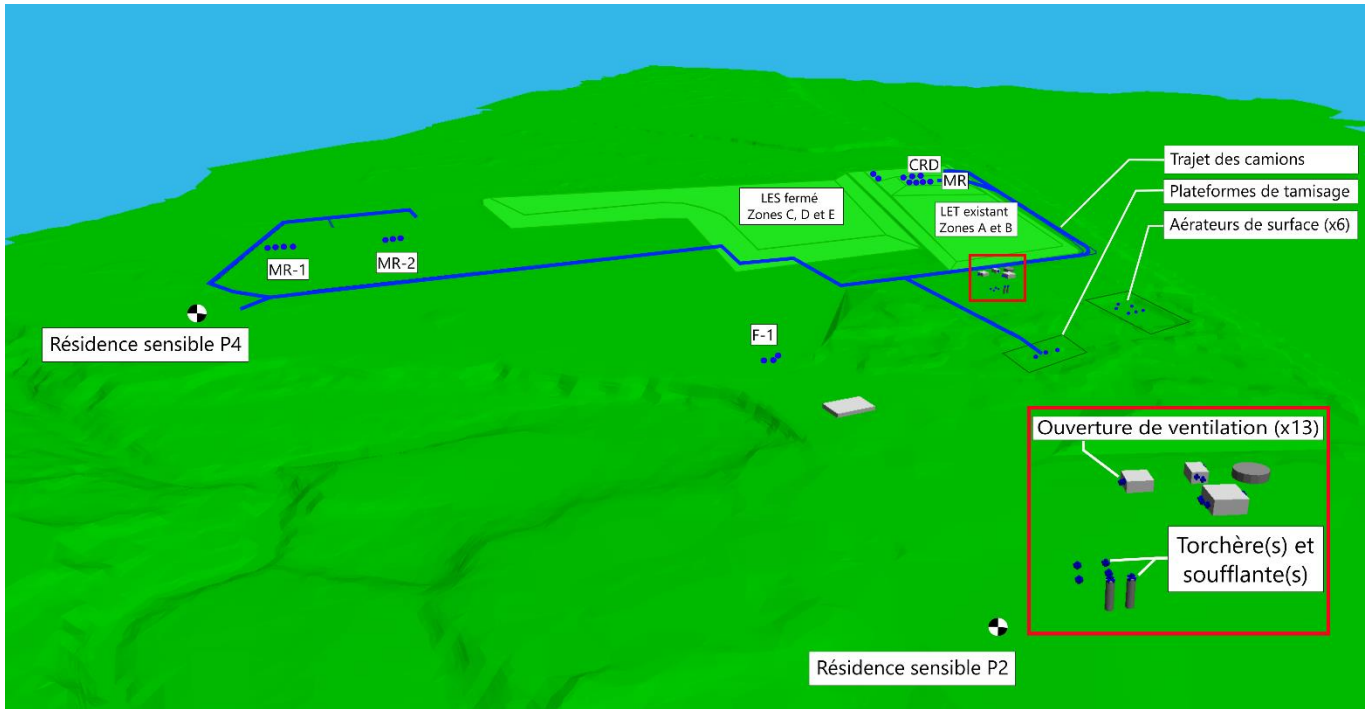 CRD
MR
Trajet des camions
Plateformes de tamisage
Aérateurs de surface (x6)
LES fermé
Zones C, D et E
LET existant
Zones A et B
MR-1
MR-2
Résidence sensible P4
F-1
Ouverture de ventilation (x13)
Torchère(s) et
soufflante(s)
Résidence sensible P2